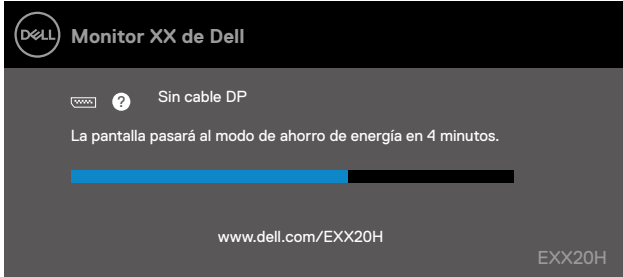 DELL
Monitor XX de Dell
? Sin cable DP
La pantalla pasará al modo de ahorro de energía en 4 minutos.
www.dell.com/EXX20H
EXX20H